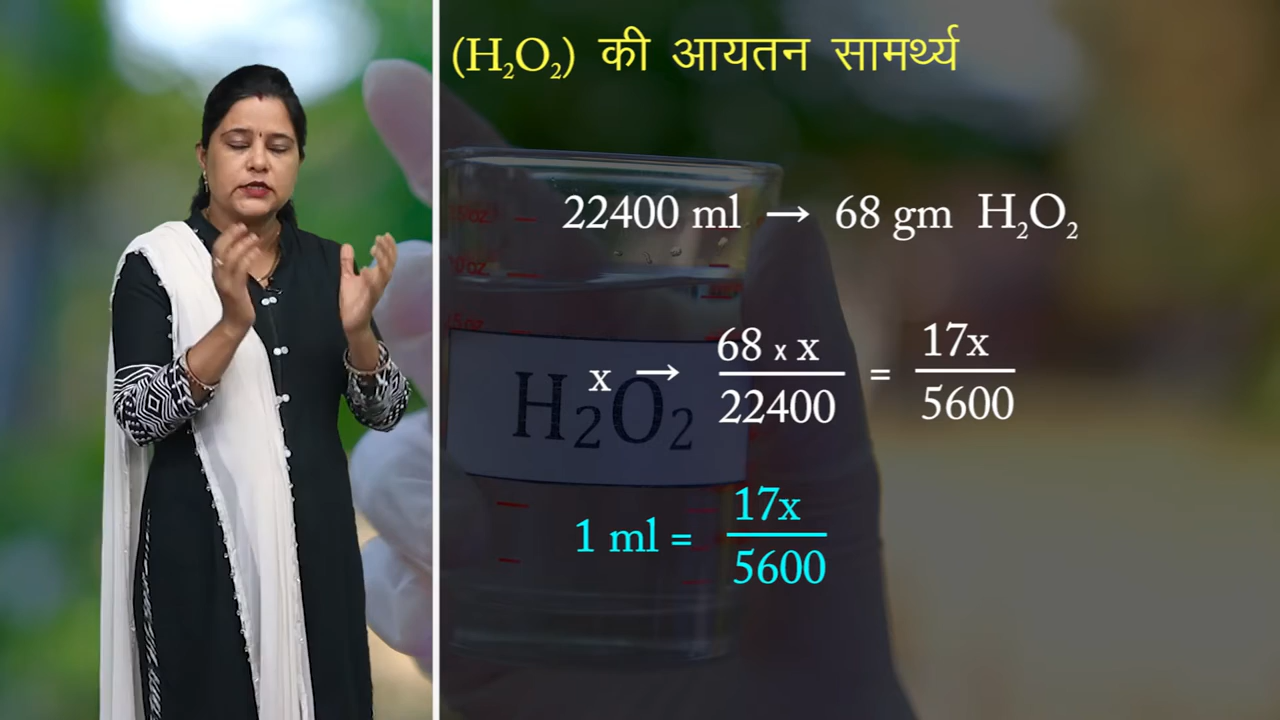 (H₂O₂) की आयतन सामर्थ्य
22400 ml → 68 gm H₂O₂
x → 68 x x / 22400 = 17x / 5600
H₂O₂
1 ml = 17x / 5600